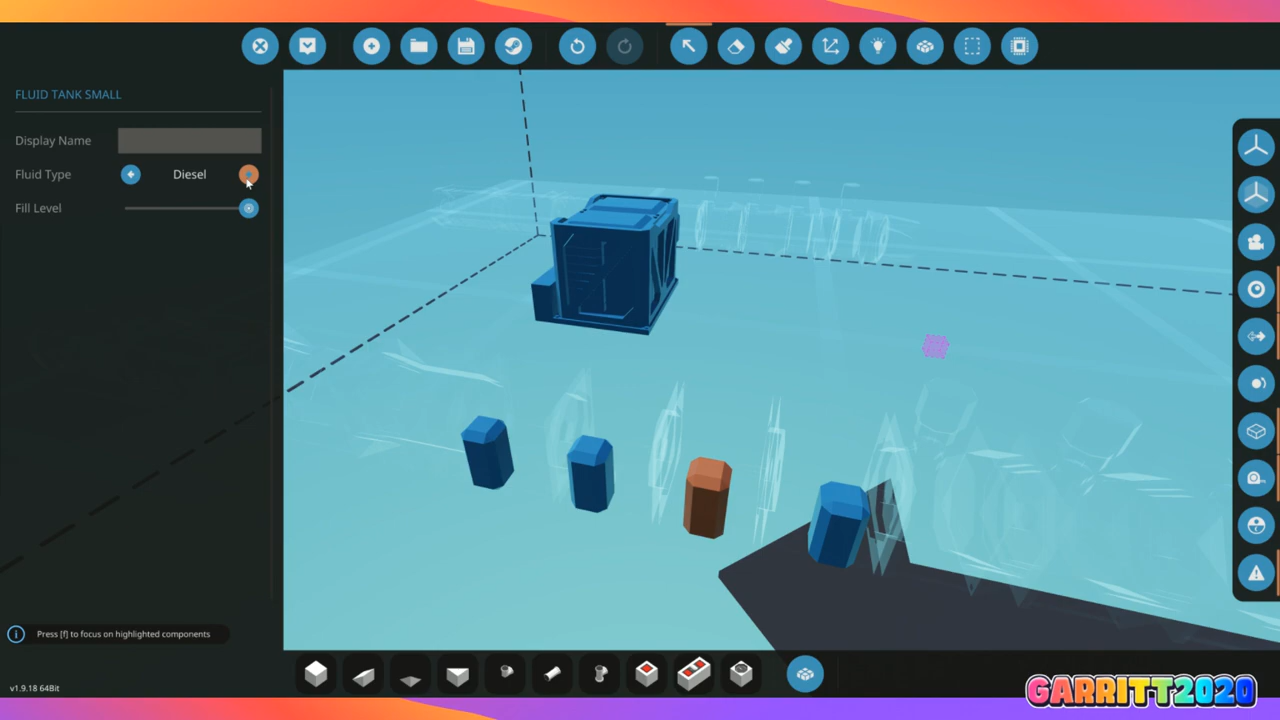 FLUID TANK SMALL
Display Name
Fluid Type
Diesel
Fill Level
Press [f] to focus on highlighted components
v1.9.18 64Bit
GARRITT2020